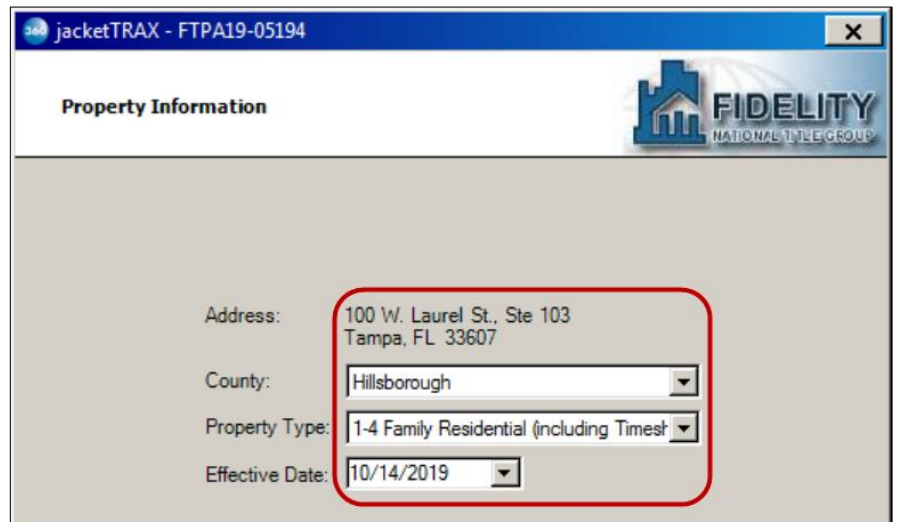 360 jacketTRAX - FTPA19-05194
Property Information
FIDELITY
NATIONAL TITLE GROUP
Address: 100 W. Laurel St., Ste 103
Tampa, FL 33607
County: Hillsborough
Property Type: 1-4 Family Residential (including Timesh
Effective Date: 10/14/2019